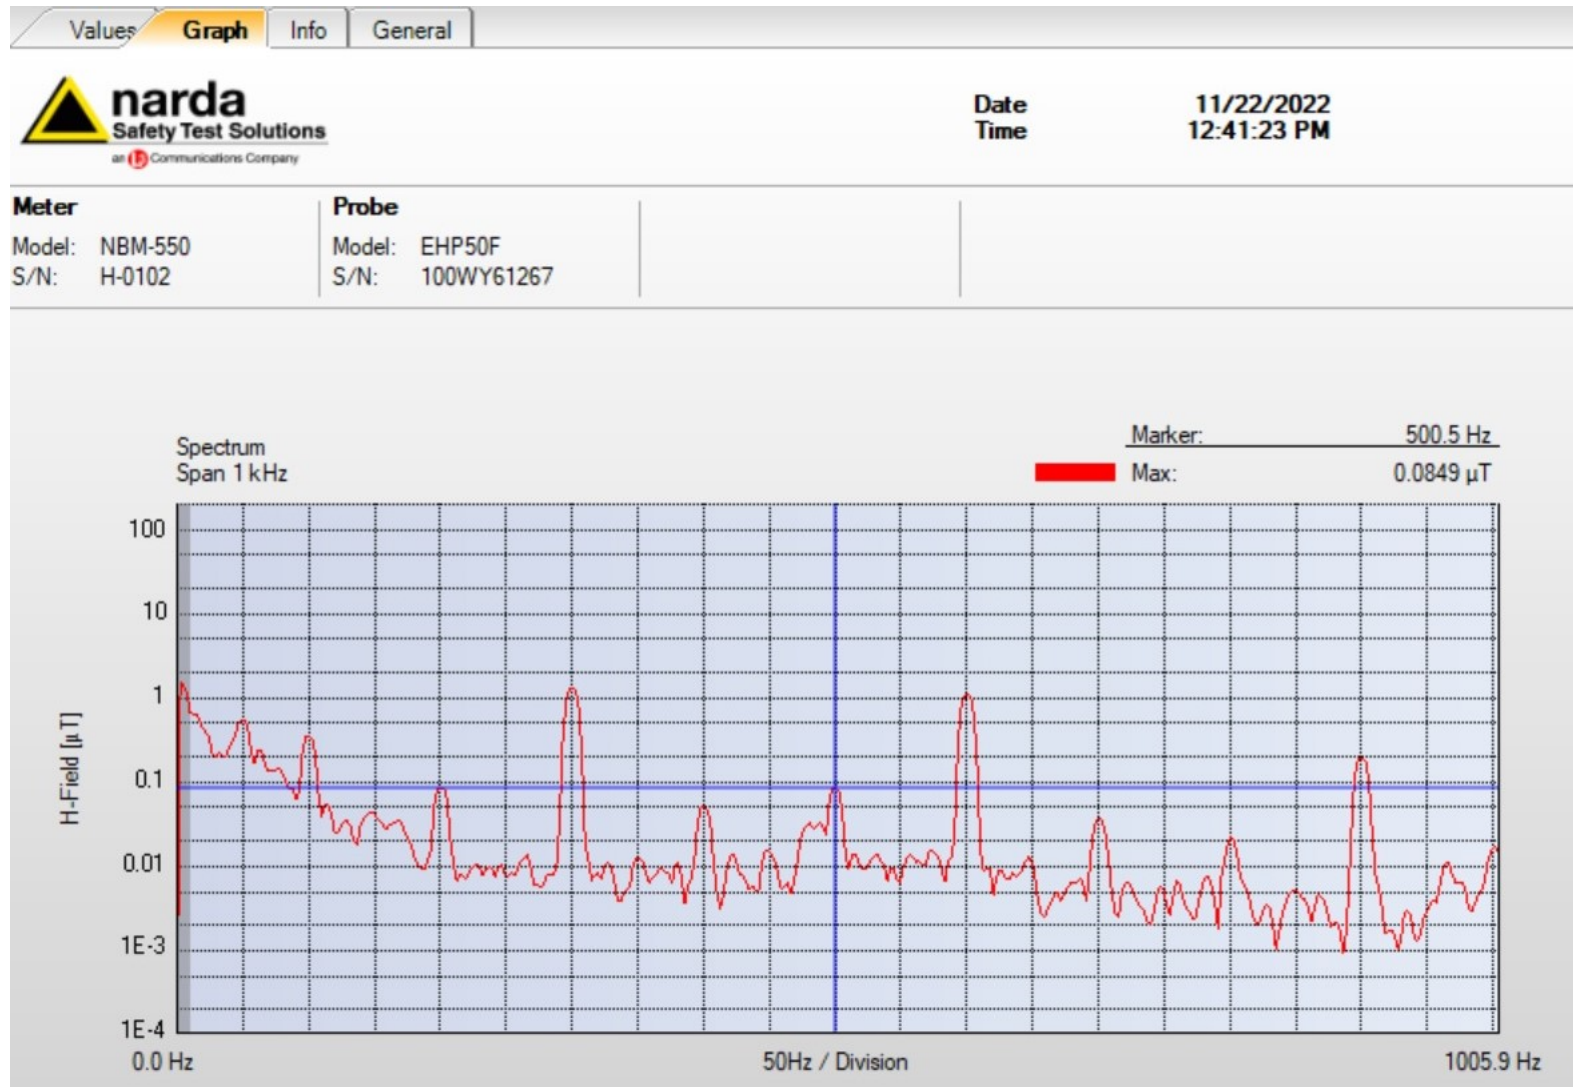 Values Graph Info General
narda
Safety Test Solutions
an L3 Communications Company
Date 11/22/2022
Time 12:41:23 PM
Meter Probe
Model: NBM-550 Model: EHP50F
S/N: H-0102 S/N: 100WY61267
Marker: 500.5 Hz
Spectrum
Span 1 kHz
Max: 0.0849 µT
100
10
1
0.1
0.01
1E-3
1E-4
H-Field [µT]
0.0 Hz 50Hz / Division 1005.9 Hz